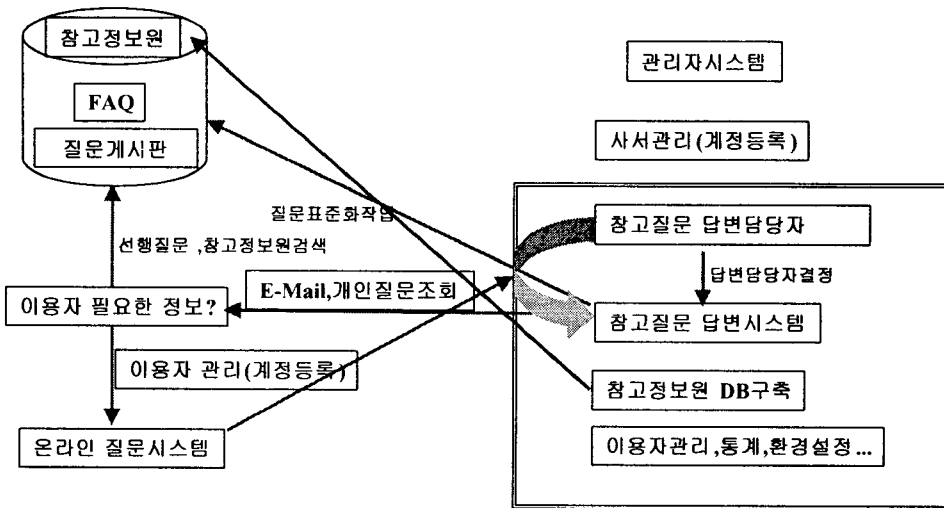 참고정보원
FAQ
질문게시판
관리자시스템
사서관리(계정등록)
질문표준화작업
선행질문 ,참고정보원검색
참고질문 답변담당자
답변담당자결정
E-Mail,개인질문조회
이용자 필요한 정보?
참고질문 답변시스템
이용자 관리(계정등록)
참고정보원 DB구축
온라인 질문시스템
이용자관리,통계,환경설정...